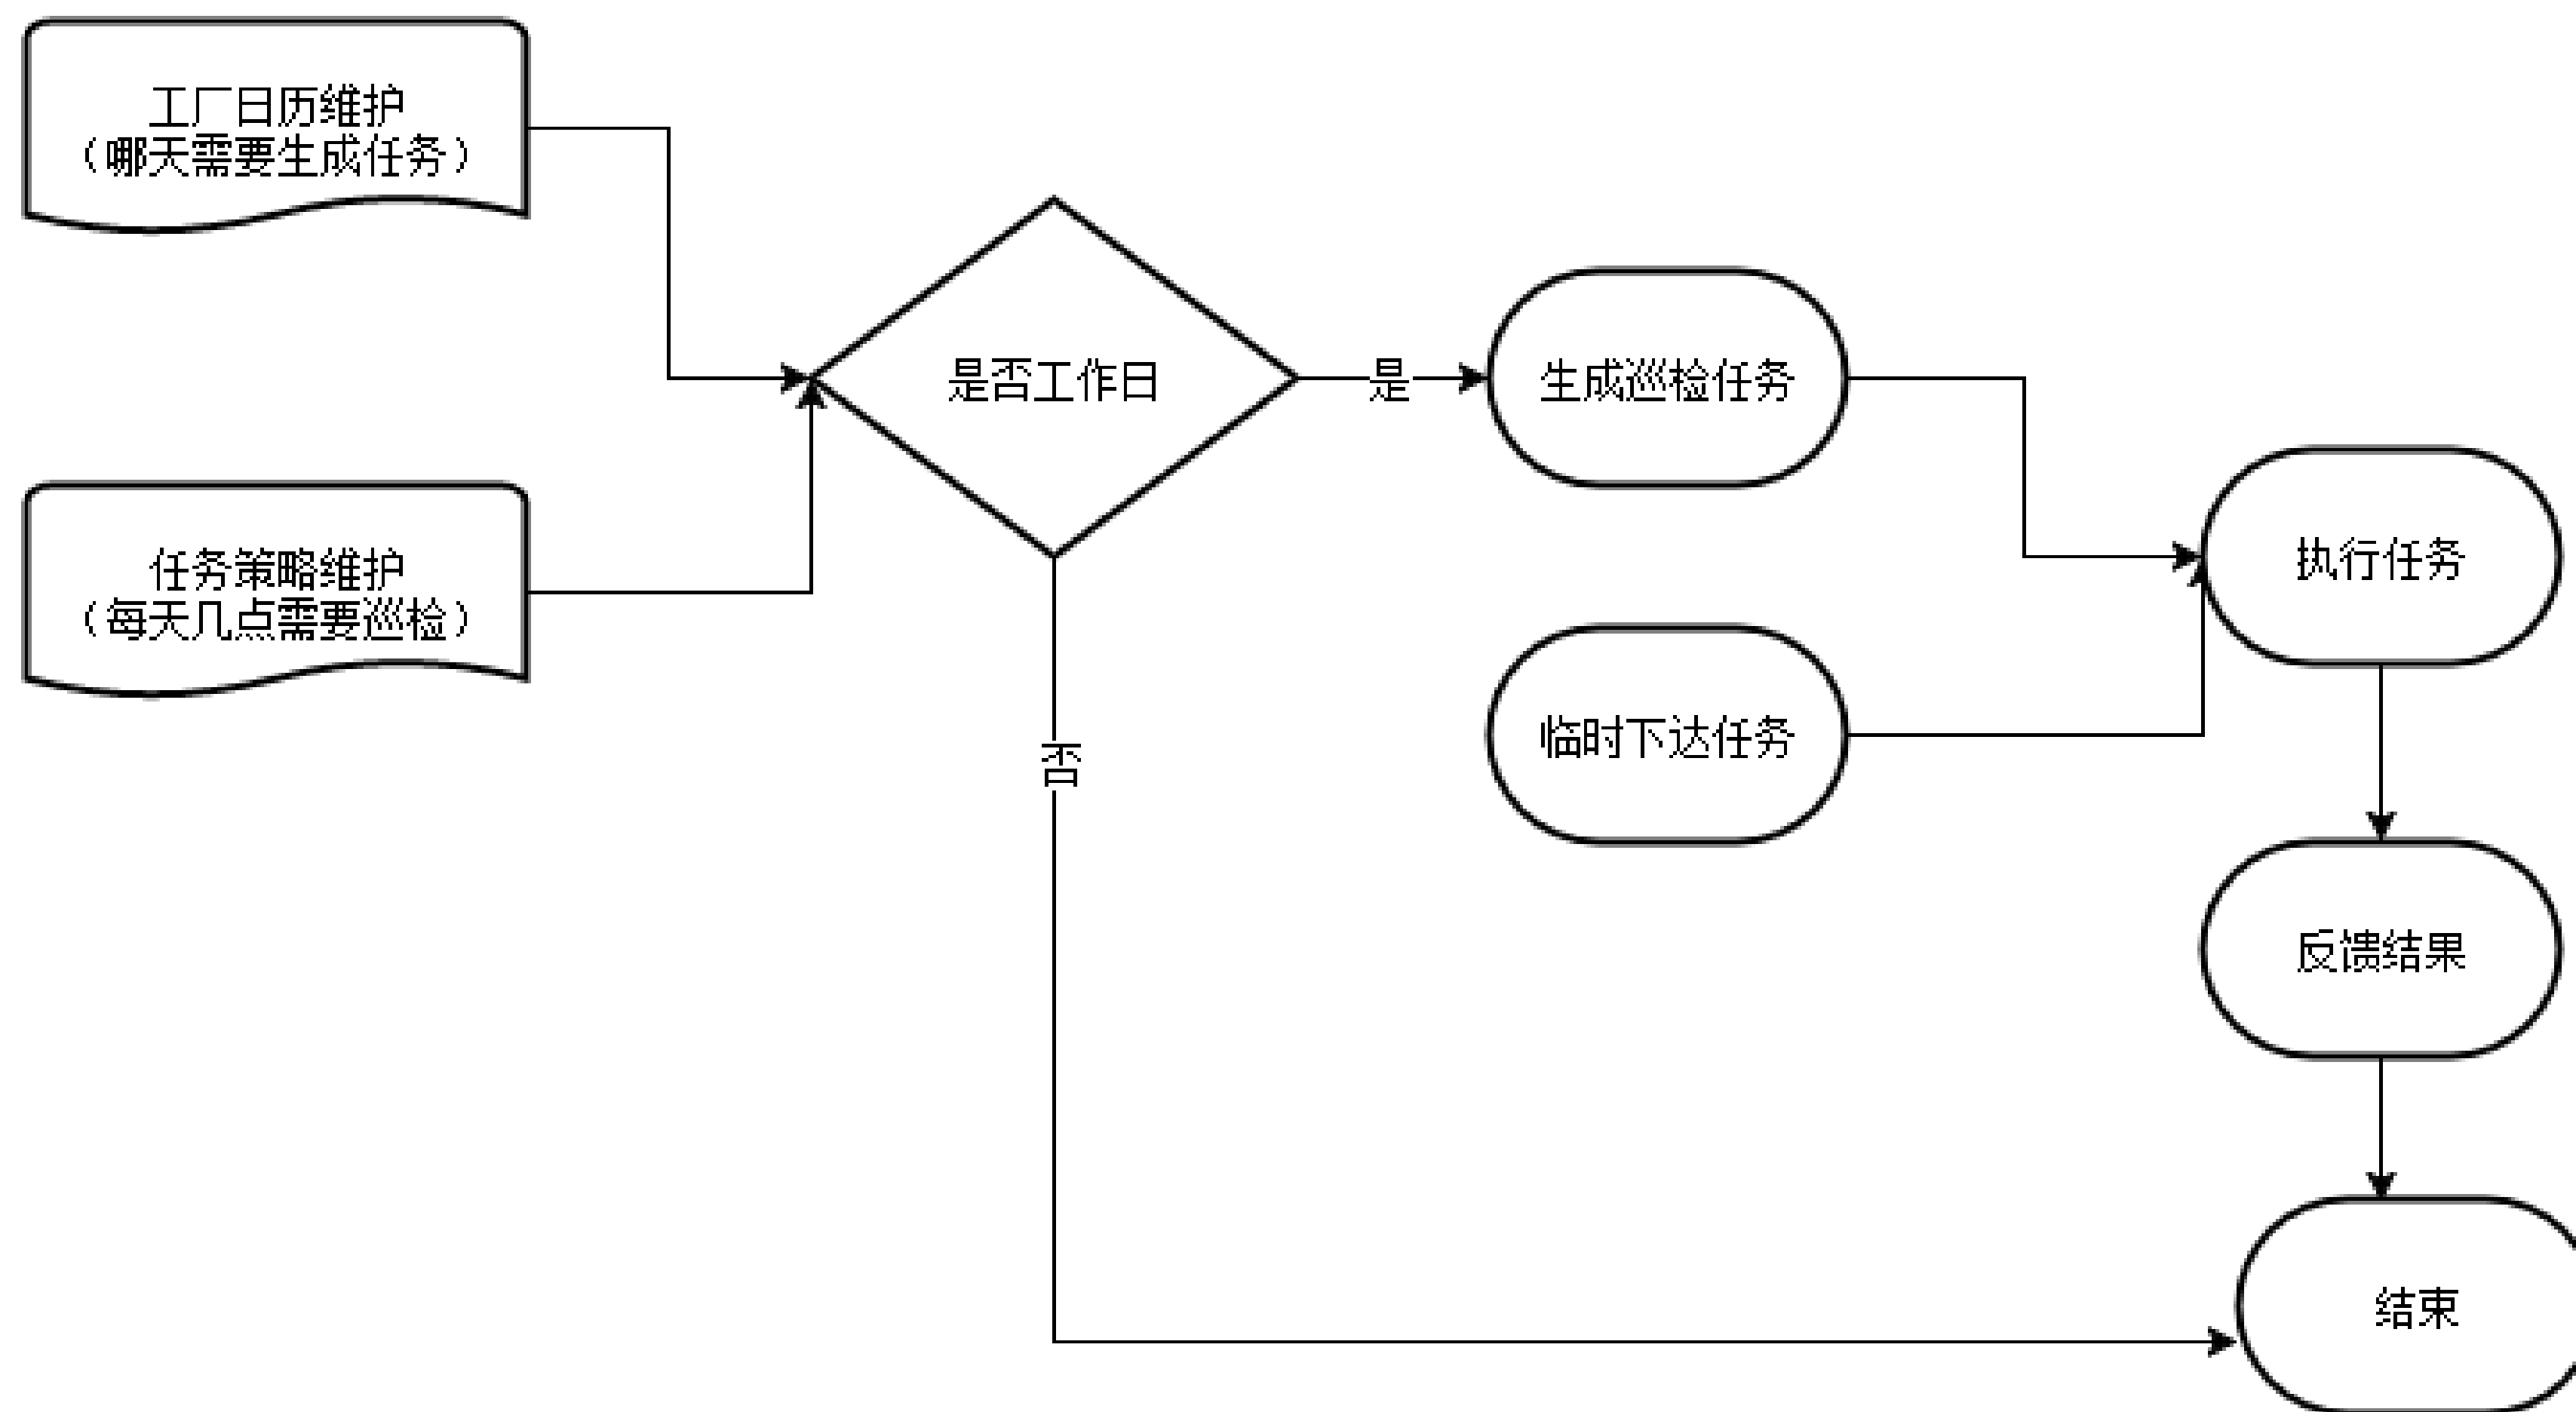 工厂日历维护
（哪天需要生成任务）
任务策略维护
（每天几点需要巡检）
是否工作日
是
否
生成巡检任务
临时下达任务
执行任务
反馈结果
结束